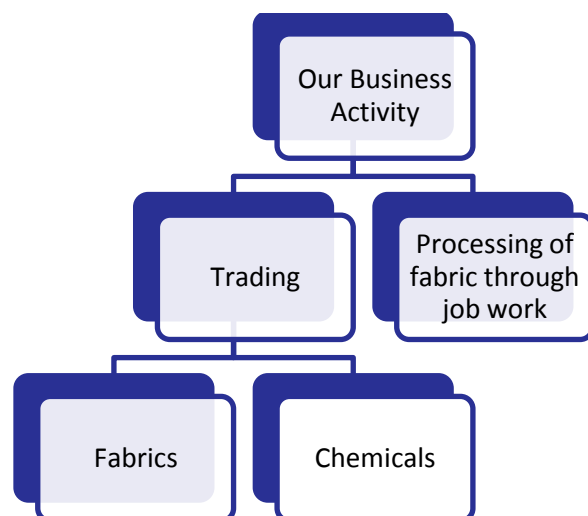 Our Business
Activity
Trading
Processing of
fabric through
job work
Fabrics
Chemicals